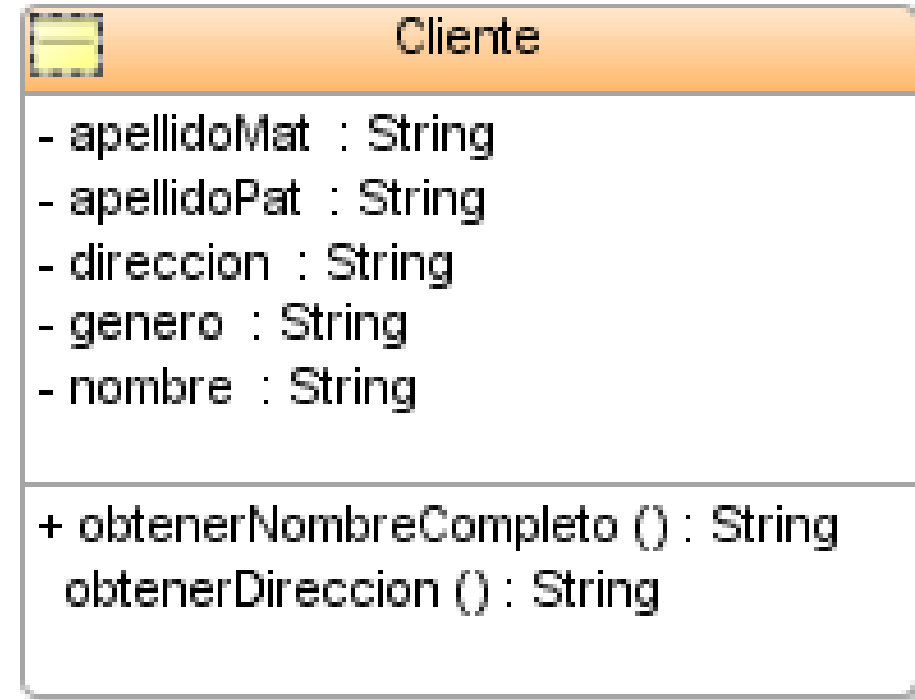 Cliente
- apellidoMat : String
- apellidoPat : String
- direccion : String
- genero : String
- nombre : String
+ obtenerNombreCompleto () : String
obtenerDireccion () : String